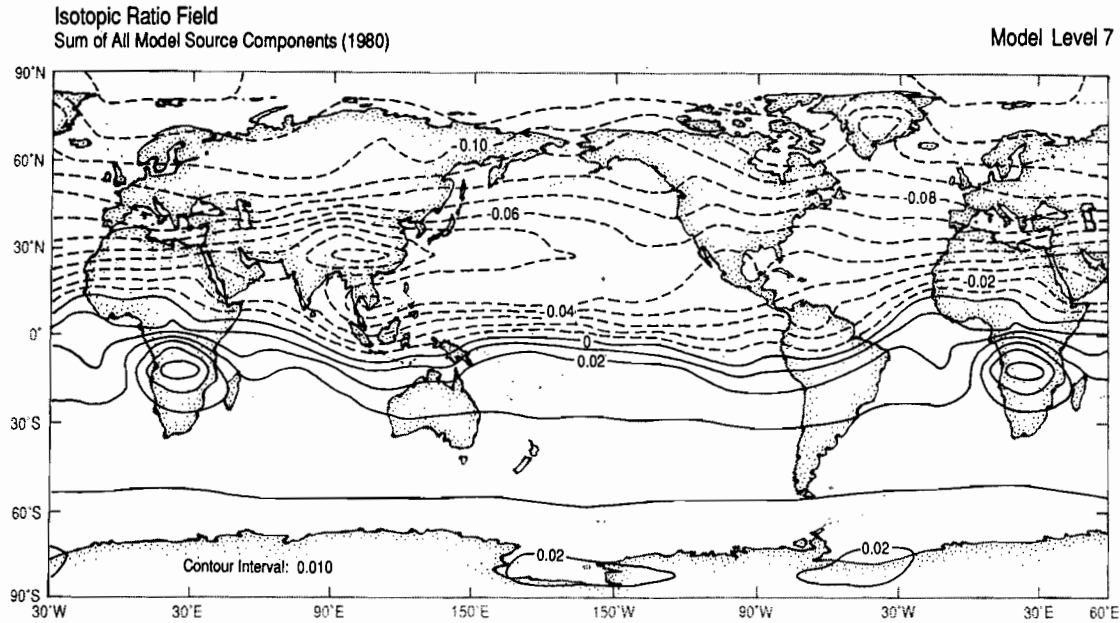 Isotopic Ratio Field
Sum of All Model Source Components (1980)
Model Level 7
90°N
60°N
30°N
0°
30°S
60°S
90°S
0.10
-0.06
-0.08
0.04
-0.02
0
0.02
0.02
0.02
Contour Interval: 0.010
30°W
30°E
90°E
150°E
150°W
90°W
30°W
30°E
60°E